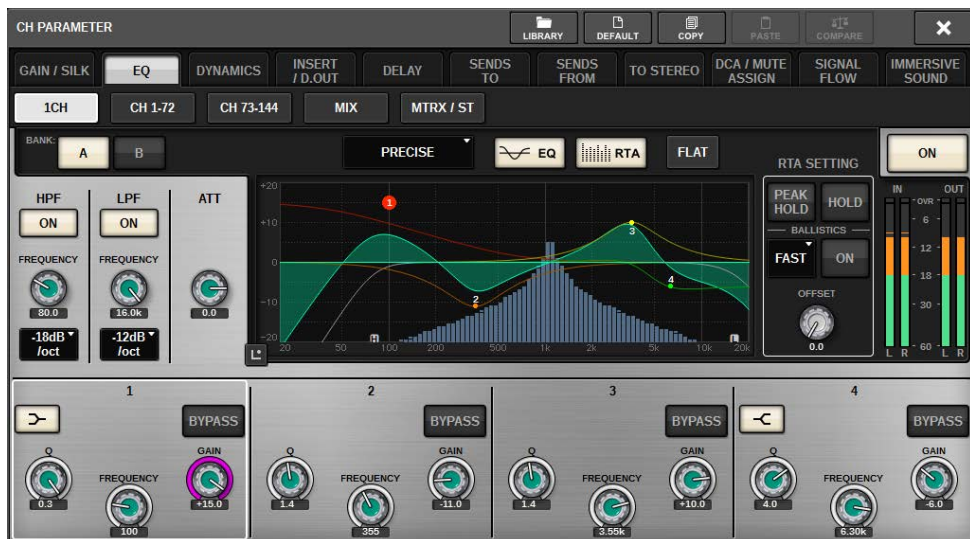 CH PARAMETER
LIBRARY DEFAULT COPY PASTE COMPARE
GAIN / SILK EQ DYNAMICS INSERT / D.OUT DELAY SENDS TO SENDS FROM TO STEREO DCA / MUTE ASSIGN SIGNAL FLOW IMMERSIVE SOUND
1CH CH 1-72 CH 73-144 MIX MTRX / ST
BANK: A B PRECISE EQ RTA FLAT RTA SETTING ON
HPF LPF ATT
ON ON
FREQUENCY FREQUENCY
80.0 16.0k 0.0
-18dB /oct -12dB /oct
+20
+10
0
-10
-20
1 2 3 4
H L
20 50 100 200 500 1k 2k 5k 10k 20k
PEAK HOLD HOLD
BALLISTICS
FAST ON
OFFSET
0.0
IN OUT
OVR
6
12
18
30
60
L R L R
1 2 3 4
BYPASS BYPASS BYPASS BYPASS
Q FREQUENCY GAIN Q FREQUENCY GAIN Q FREQUENCY GAIN Q FREQUENCY GAIN
0.3 100 +15.0 1.4 355 -11.0 1.4 3.55k +10.0 4.0 6.30k -6.0